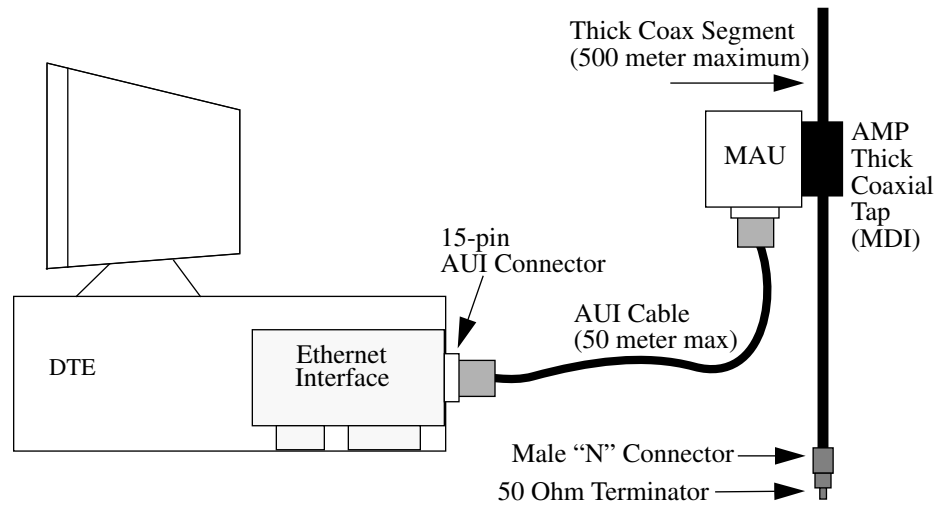 Thick Coax Segment
(500 meter maximum)
MAU
AMP
Thick
Coaxial
Tap
(MDI)
15-pin
AUI Connector
AUI Cable
(50 meter max)
DTE
Ethernet
Interface
Male “N” Connector
50 Ohm Terminator